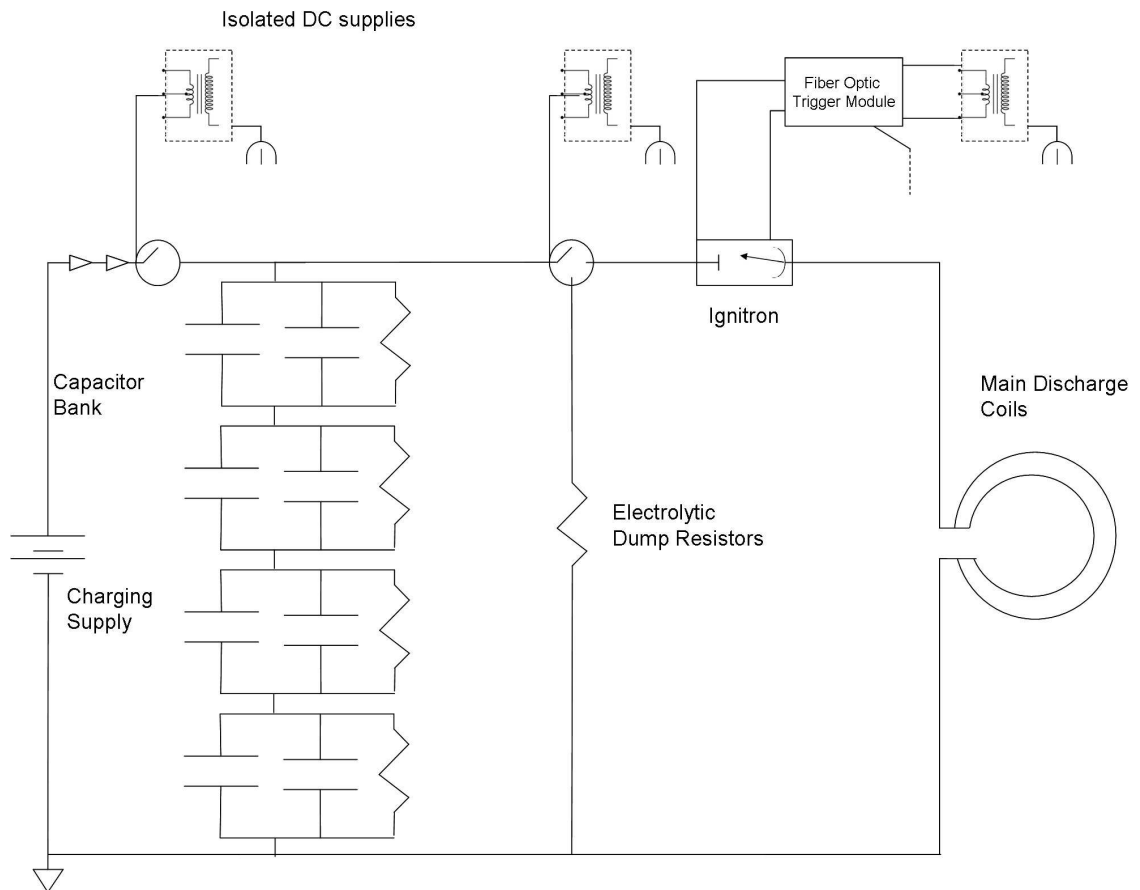 Isolated DC supplies
Fiber Optic
Trigger Module
Ignitron
Capacitor
Bank
Main Discharge
Coils
Electrolytic
Dump Resistors
Charging
Supply